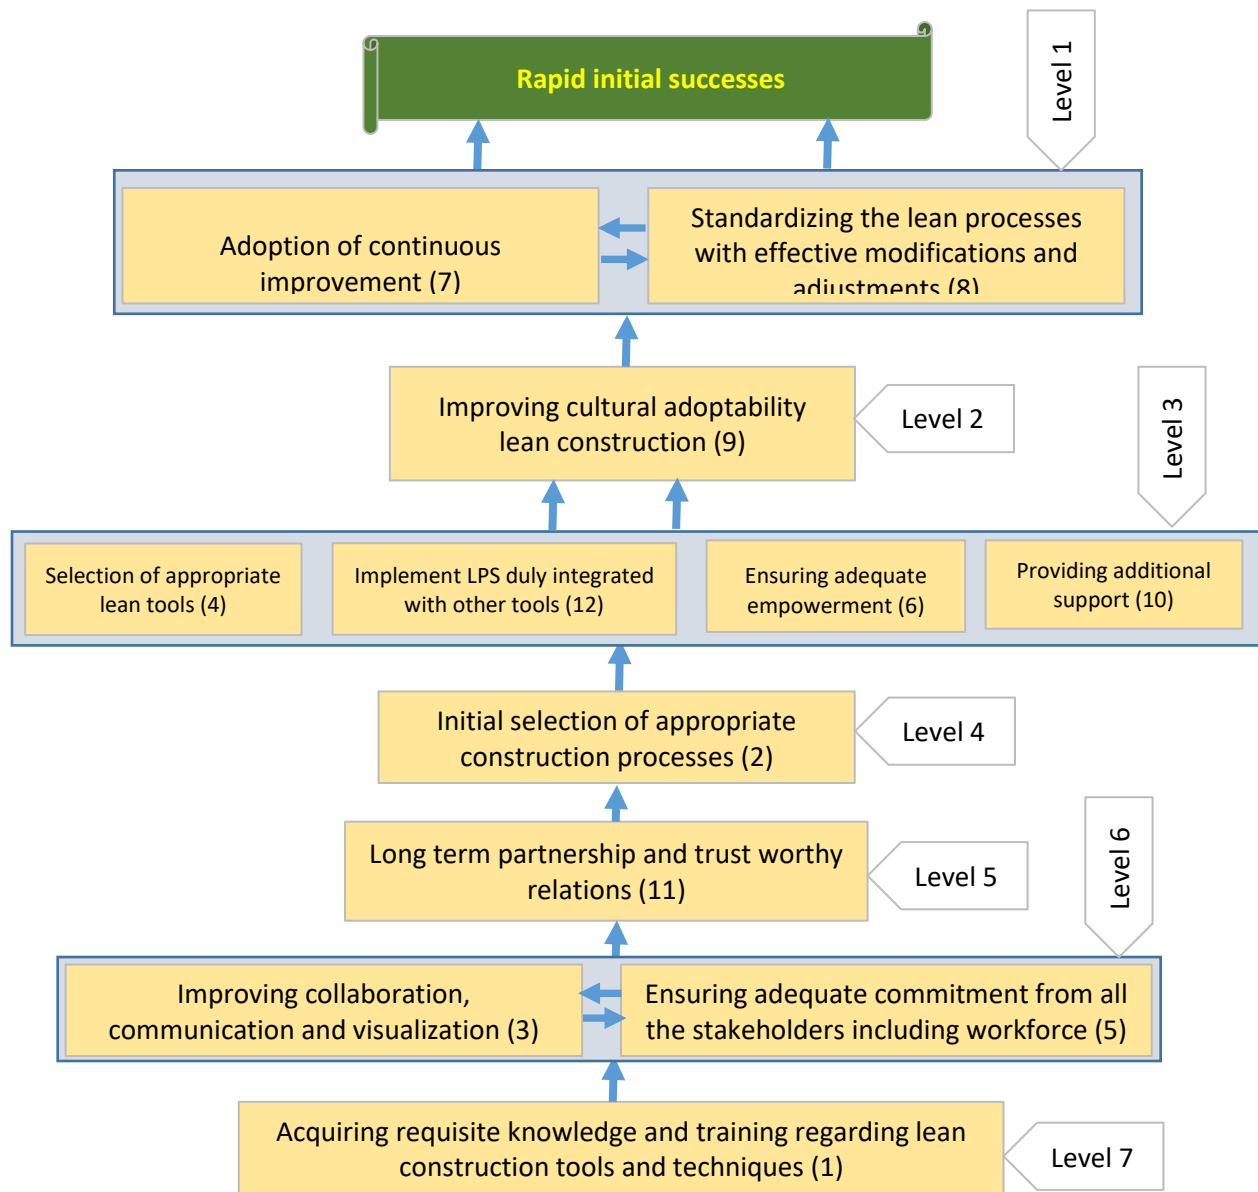 Rapid initial successes
Level 1
Adoption of continuous
improvement (7)
Standardizing the lean processes
with effective modifications and
adjustments (8)
Improving cultural adoptability
lean construction (9)
Level 2
Level 3
Selection of appropriate
lean tools (4)
Implement LPS duly integrated
with other tools (12)
Ensuring adequate
empowerment (6)
Providing additional
support (10)
Initial selection of appropriate
construction processes (2)
Level 4
Long term partnership and trust worthy
relations (11)
Level 5
Level 6
Improving collaboration,
communication and visualization (3)
Ensuring adequate commitment from all
the stakeholders including workforce (5)
Acquiring requisite knowledge and training regarding lean
construction tools and techniques (1)
Level 7